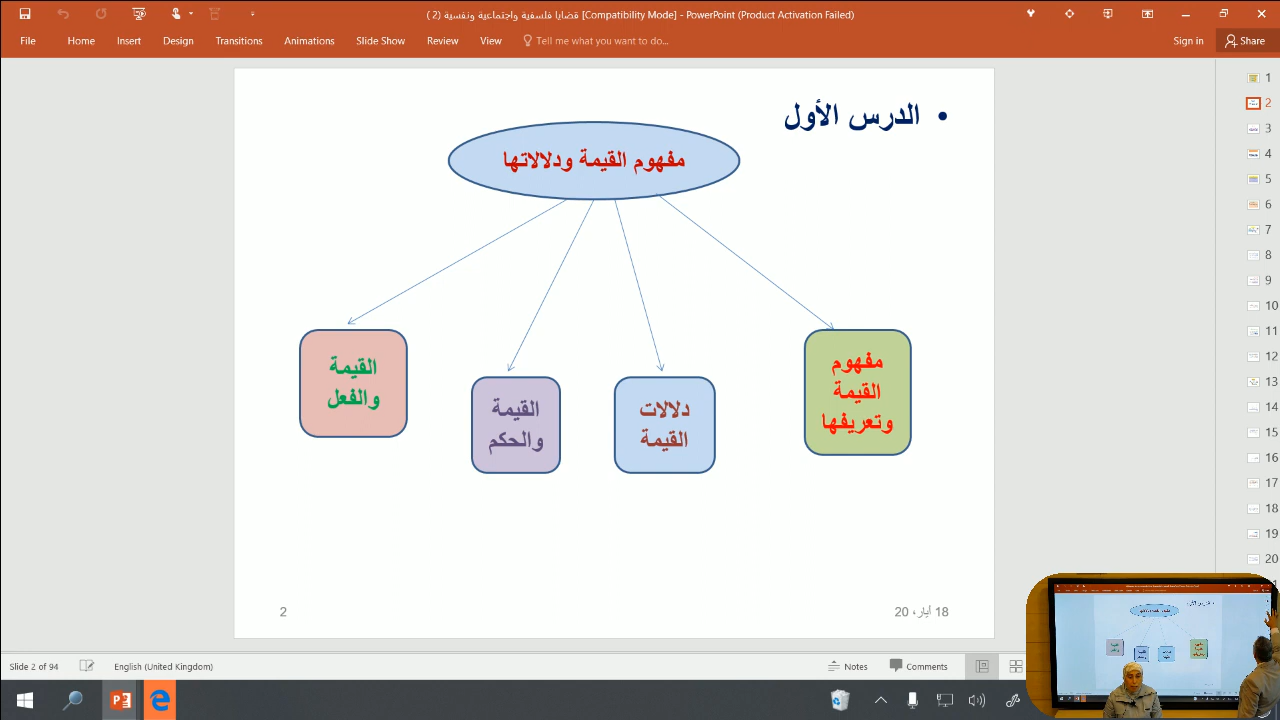 قضايا فلسفية واجتماعية ونفسية (2 ) [Compatibility Mode] - PowerPoint (Product Activation Failed)
File Home Insert Design Transitions Animations Slide Show Review View Tell me what you want to do... Sign in Share
• الدرس الأول
مفهوم القيمة ودلالاتها
مفهوم
القيمة
وتعريفها
دلالات
القيمة
القيمة
والحكم
القيمة
والفعل
18 أيار، 20
2
1
2
3
4
5
6
7
8
9
10
11
12
13
14
15
16
17
18
19
20
Slide 2 of 94 English (United Kingdom) Notes Comments